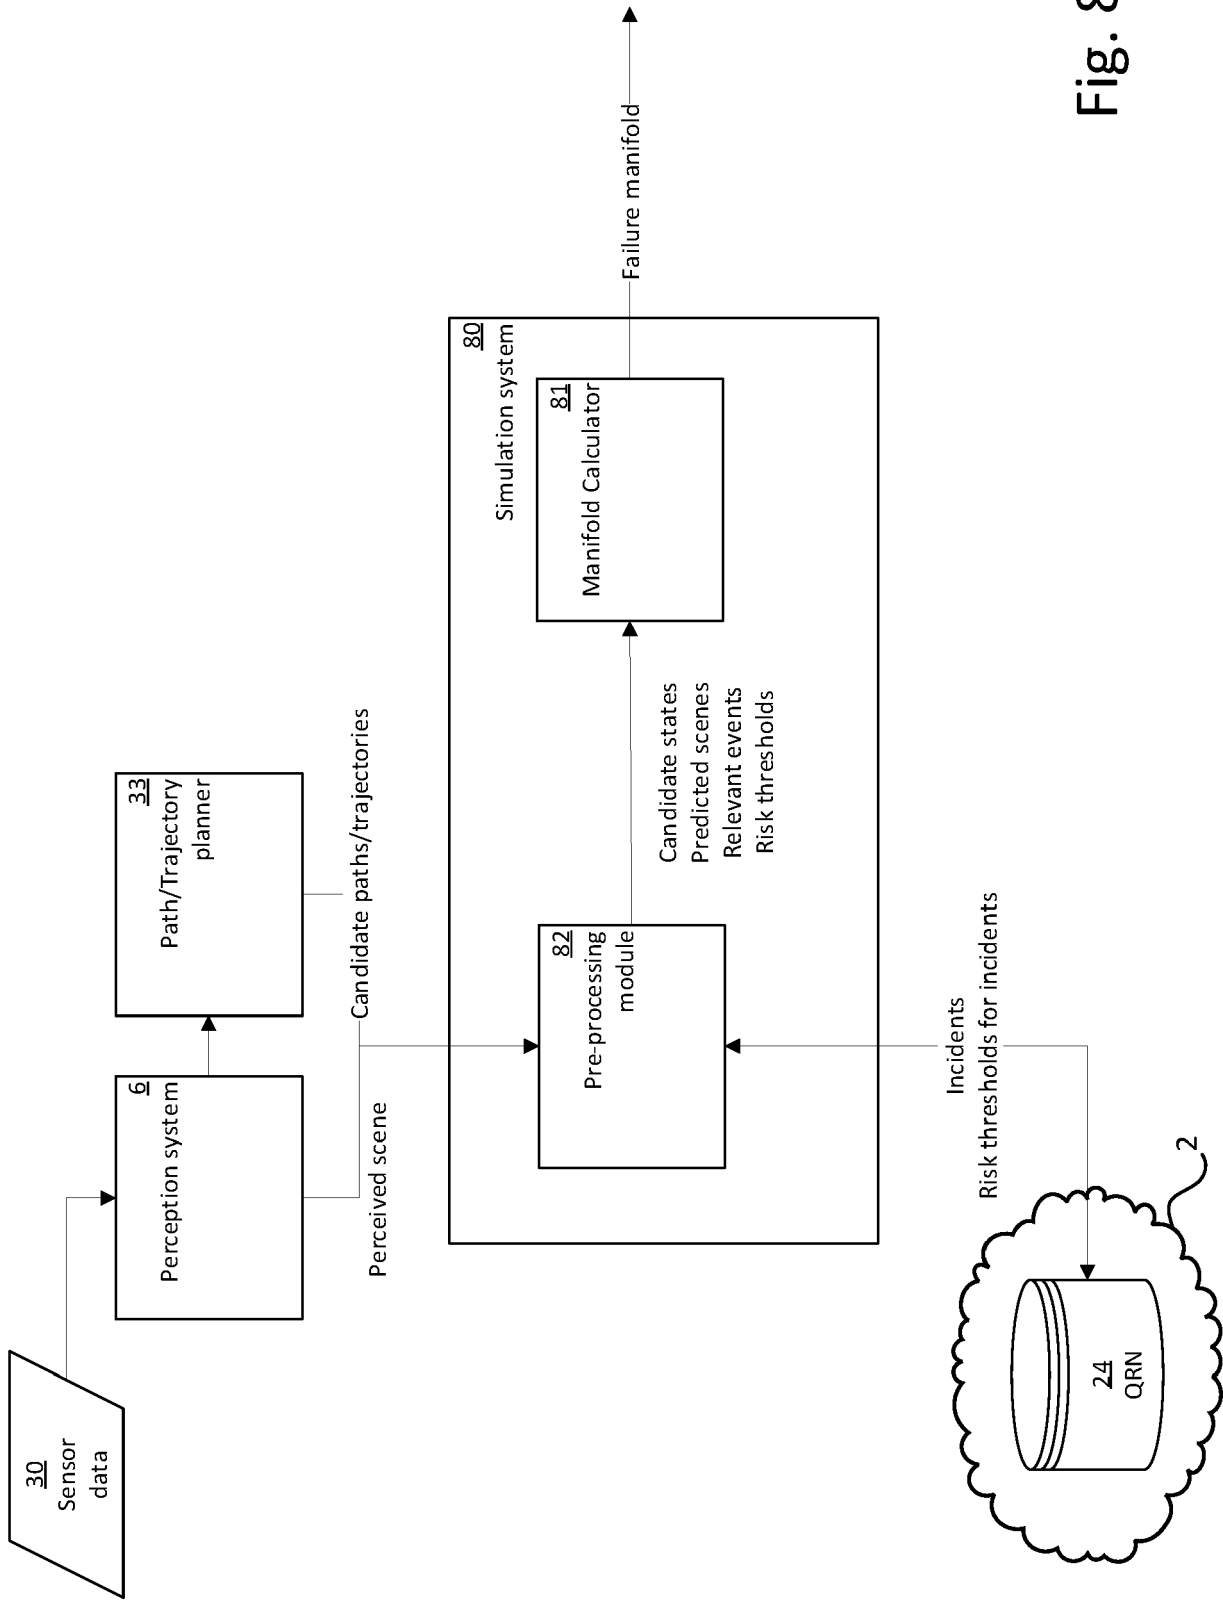 30
Sensor
data
6
Perception system
33
Path/Trajectory
planner
Perceived scene
Candidate paths/trajectories
80
Simulation system
82
Pre-processing
module
81
Manifold Calculator
Candidate states
Predicted scenes
Relevant events
Risk thresholds
Failure manifold
Incidents
Risk thresholds for incidents
2
24
QRN
Fig. 8